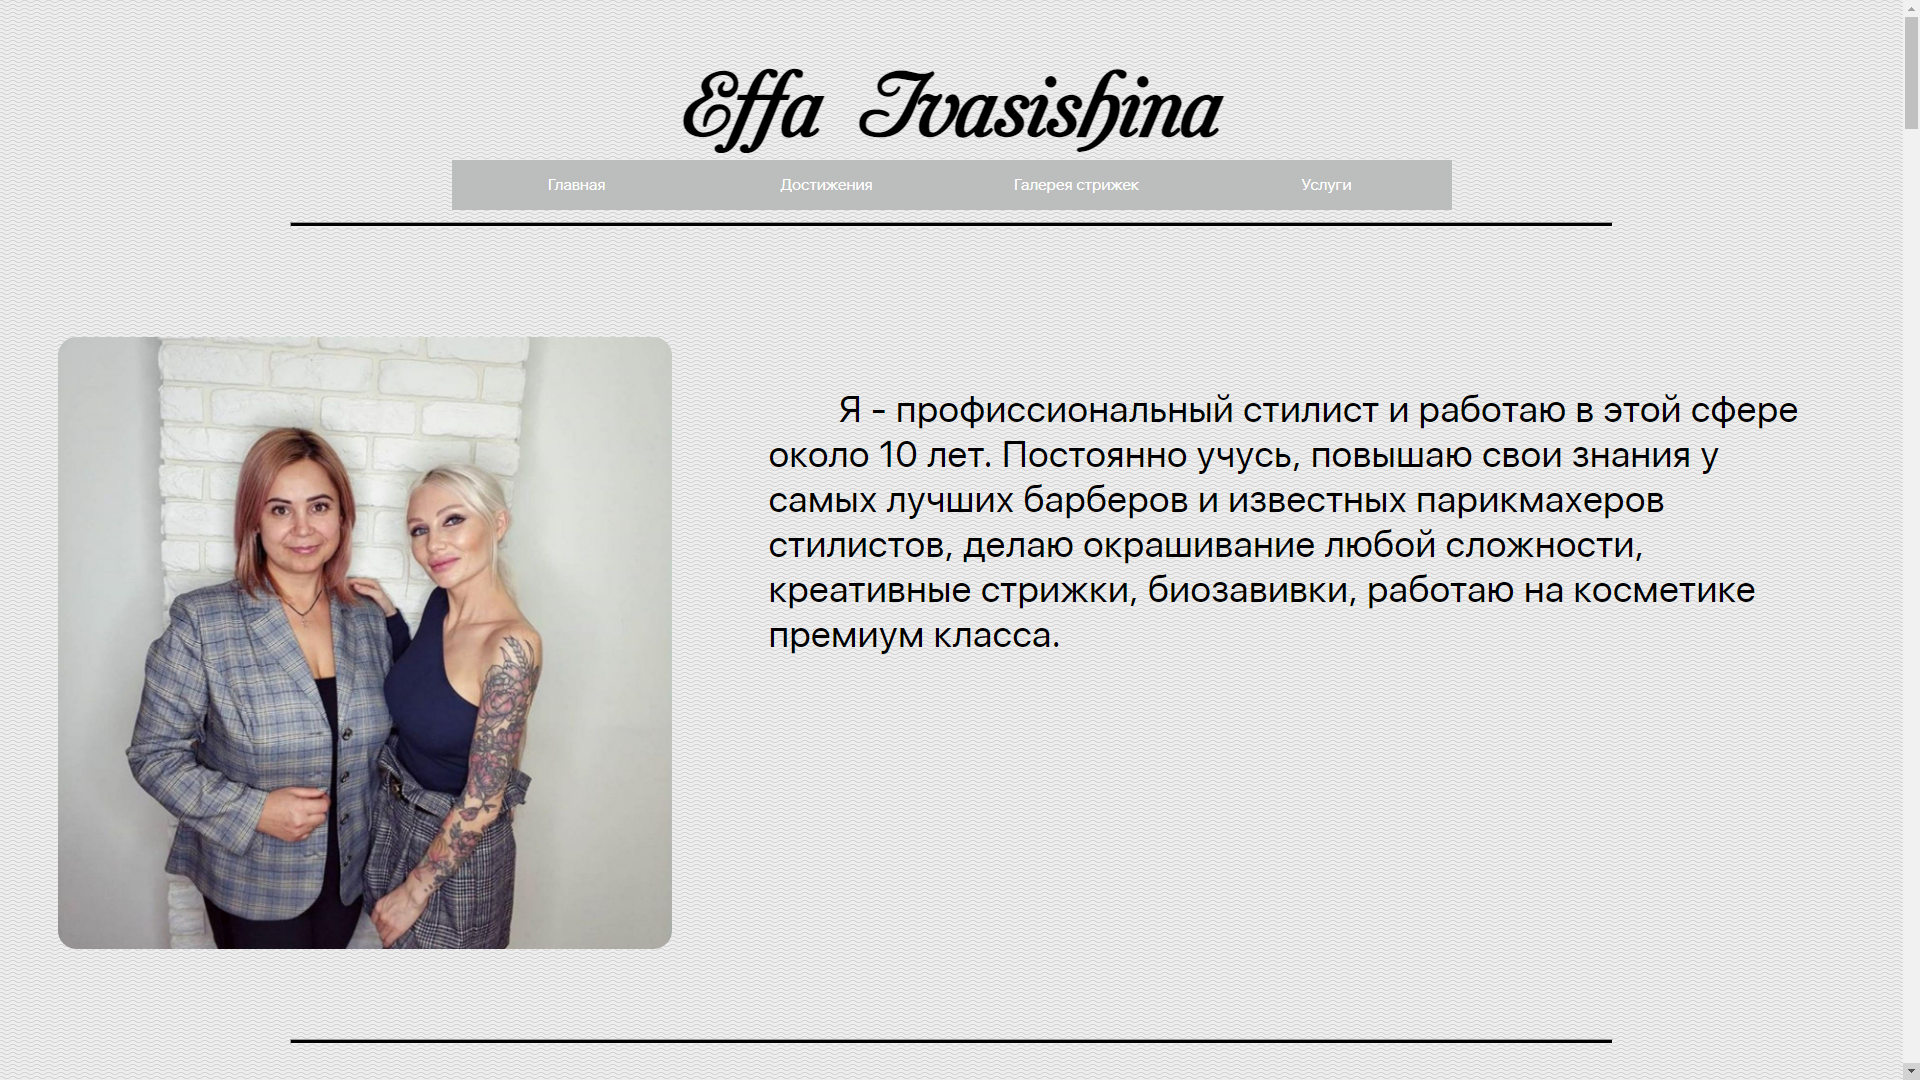 Effa Ivasishina
Главная Достижения Галерея стрижек Услуги
Я - профиссиональный стилист и работаю в этой сфере
около 10 лет. Постоянно учусь, повышаю свои знания у
самых лучших барберов и известных парикмахеров
стилистов, делаю окрашивание любой сложности,
креативные стрижки, биозавивки, работаю на косметике
премиум класса.